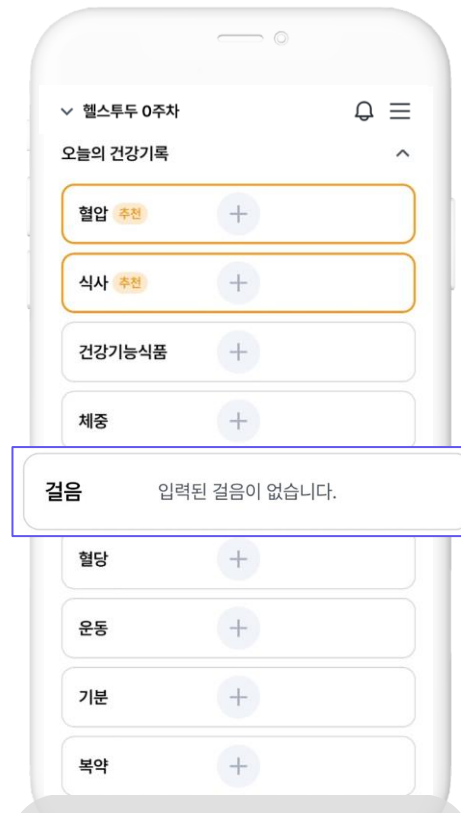 헬스투두 0주차
오늘의 건강기록
혈압 추천
식사 추천
건강기능식품
체중
걸음 입력된 걸음이 없습니다.
혈당
운동
기분
복약